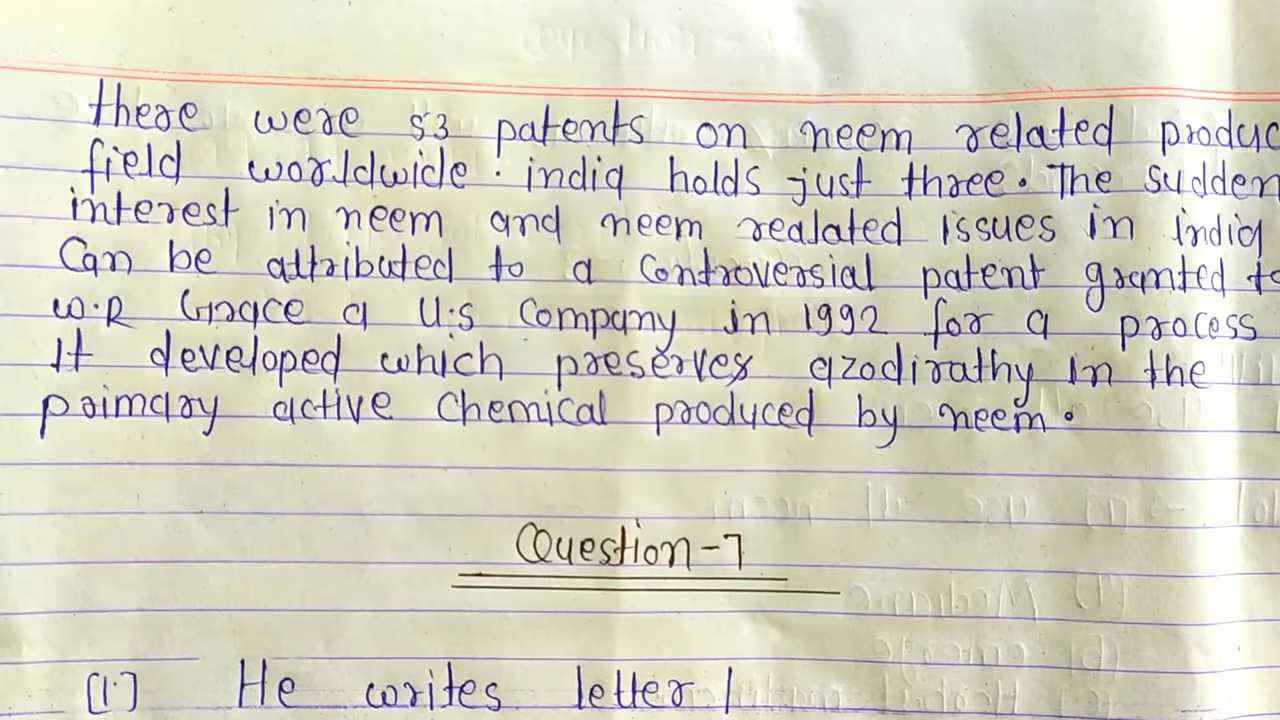 there were 53 patents on neem related produc
field worldwide. india holds just three. The sudden
interest in neem and neem realated issues in india
Can be attributed to a controversial patent granted to
W.R Grace a U.S Company in 1992 for a process
It developed which preserves azodirathy in the
primary active Chemical produced by neem.
Question-7
(1.) He writes letter /